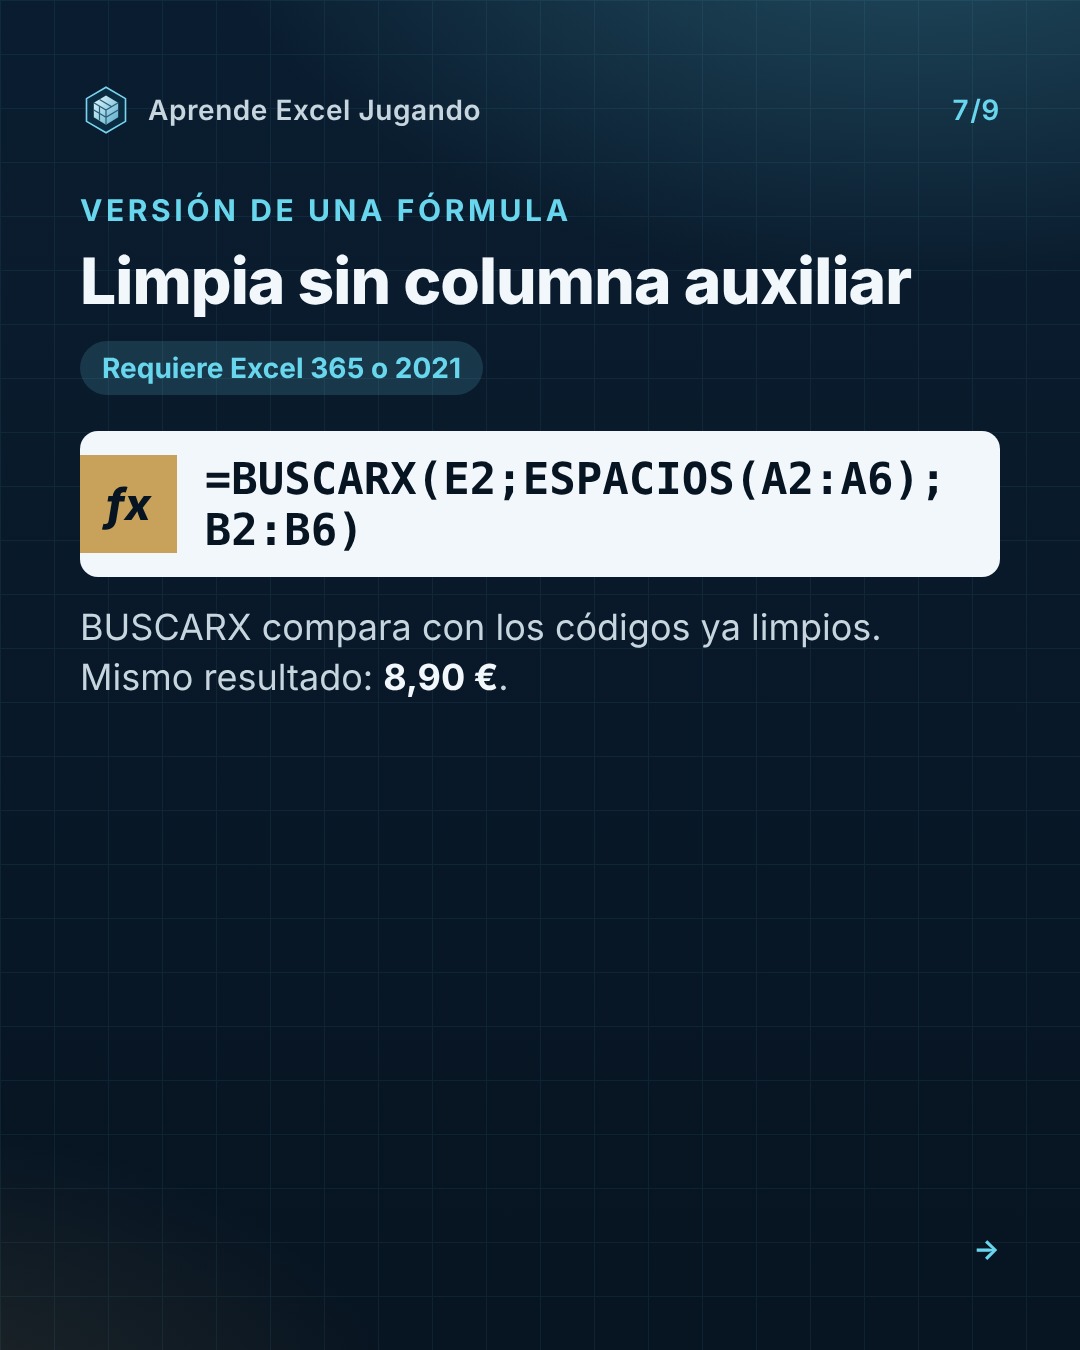 Aprende Excel Jugando
7/9
VERSIÓN DE UNA FÓRMULA
Limpia sin columna auxiliar
Requiere Excel 365 o 2021
fx
=BUSCARX(E2;ESPACIOS(A2:A6);
B2:B6)
BUSCARX compara con los códigos ya limpios.
Mismo resultado: 8,90 €.
→